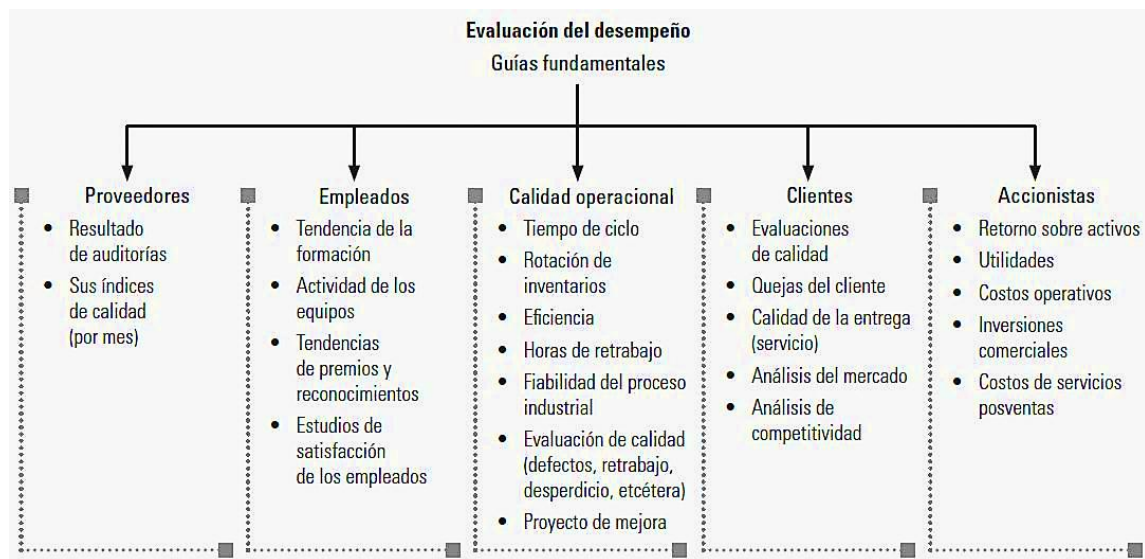 Evaluación del desempeño
Guías fundamentales
Proveedores
• Resultado
de auditorías
• Sus índices
de calidad
(por mes)
Empleados
• Tendencia de la
formación
• Actividad de los
equipos
• Tendencias
de premios y
reconocimientos
• Estudios de
satisfacción
de los empleados
Calidad operacional
• Tiempo de ciclo
• Rotación de
inventarios
• Eficiencia
• Horas de retrabajo
• Fiabilidad del proceso
industrial
• Evaluación de calidad
(defectos, retrabajo,
desperdicio, etcétera)
• Proyecto de mejora
Clientes
• Evaluaciones
de calidad
• Quejas del cliente
• Calidad de la entrega
(servicio)
• Análisis del mercado
• Análisis de
competitividad
Accionistas
• Retorno sobre activos
• Utilidades
• Costos operativos
• Inversiones
comerciales
• Costos de servicios
posventas